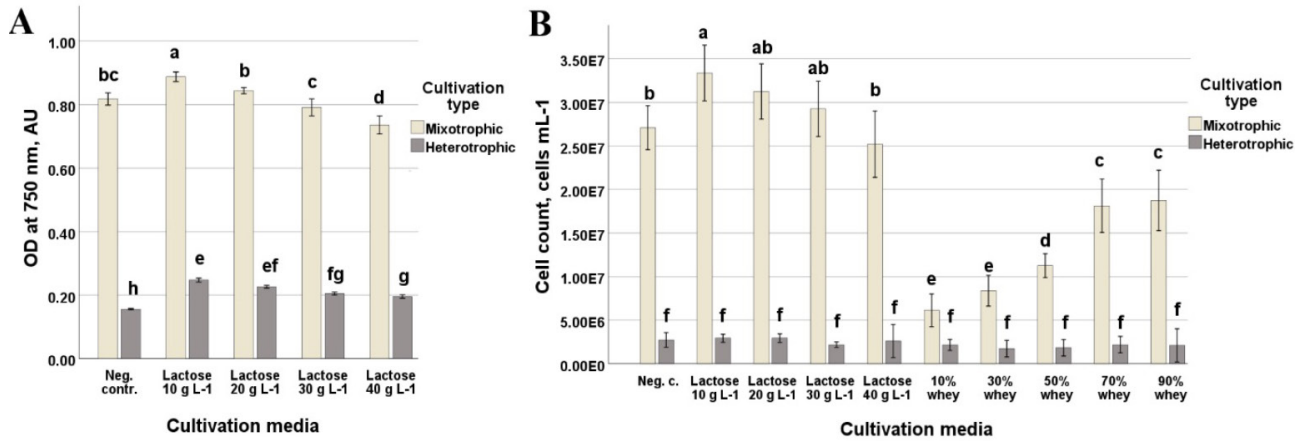 A
OD at 750 nm, AU
1.00
0.80
0.60
0.40
0.20
0.00
bc
a
b
c
d
h
e
ef
fg
g
Cultivation
type
Mixotrophic
Heterotrophic
Neg.
contr.
Lactose
10 g L-1
Lactose
20 g L-1
Lactose
30 g L-1
Lactose
40 g L-1
Cultivation media
B
Cell count, cells mL-1
3.50E7
3.00E7
2.50E7
2.00E7
1.50E7
1.00E7
5.00E6
0.00E0
b
a
ab
ab
b
e
e
d
c
c
f
f
f
f
f
f
f
f
f
f
Cultivation
type
Mixotrophic
Heterotrophic
Neg. c.
Lactose
10 g L-1
Lactose
20 g L-1
Lactose
30 g L-1
Lactose
40 g L-1
10%
whey
30%
whey
50%
whey
70%
whey
90%
whey
Cultivation media